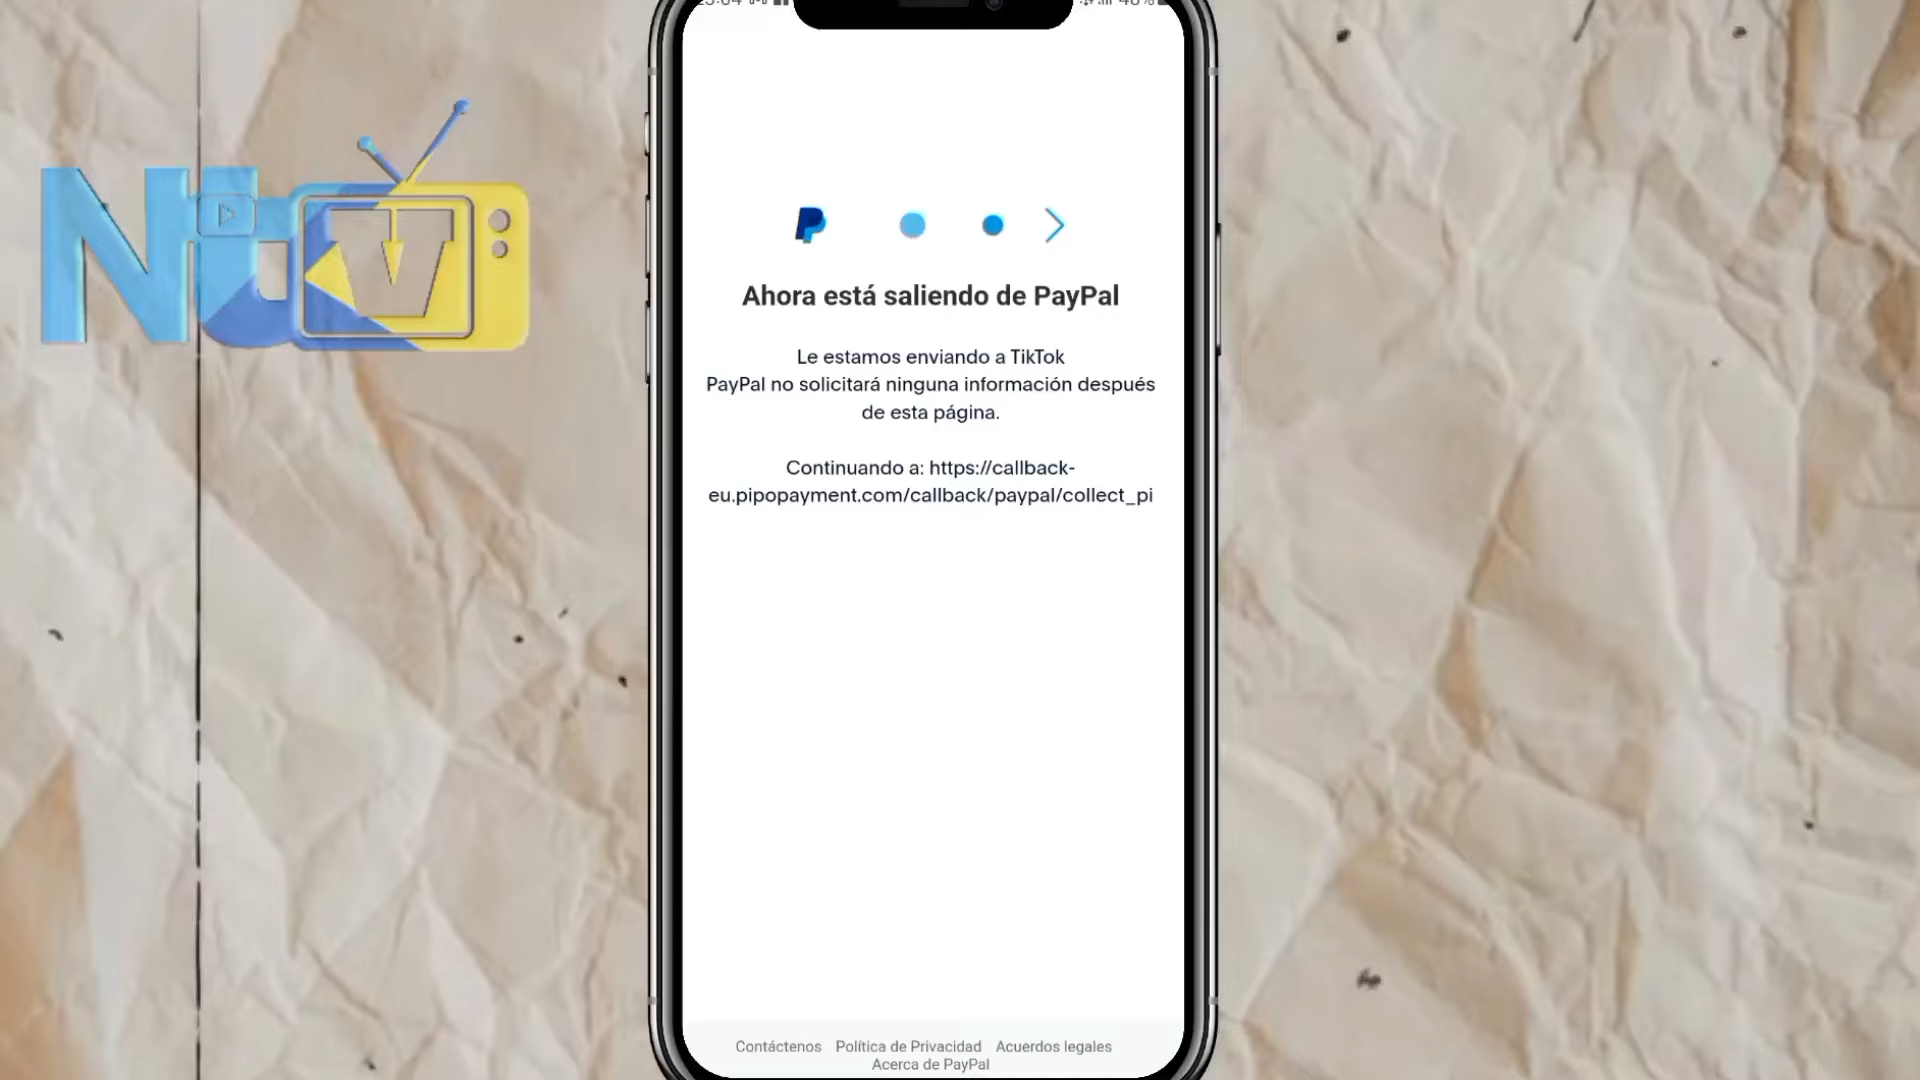 NUTV
Ahora está saliendo de PayPal
Le estamos enviando a TikTok
PayPal no solicitará ninguna información después
de esta página.
Continuando a: https://callback-
eu.pipopayment.com/callback/paypal/collect_pi
Contáctenos Política de Privacidad Acuerdos legales
Acerca de PayPal